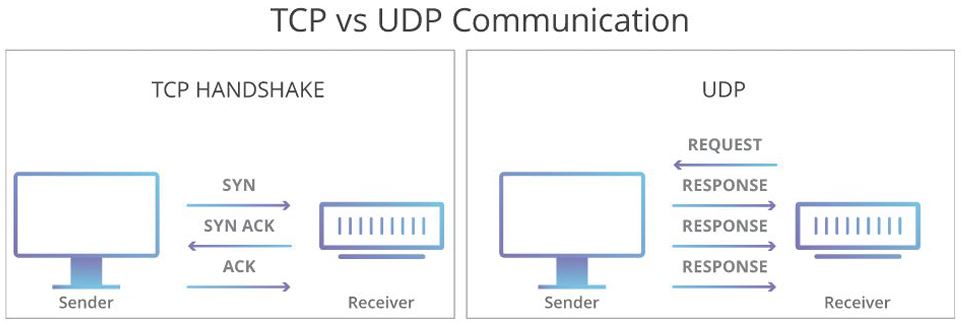 TCP vs UDP Communication
TCP HANDSHAKE
SYN
SYN ACK
ACK
Sender
Receiver
UDP
REQUEST
RESPONSE
RESPONSE
RESPONSE
Sender
Receiver